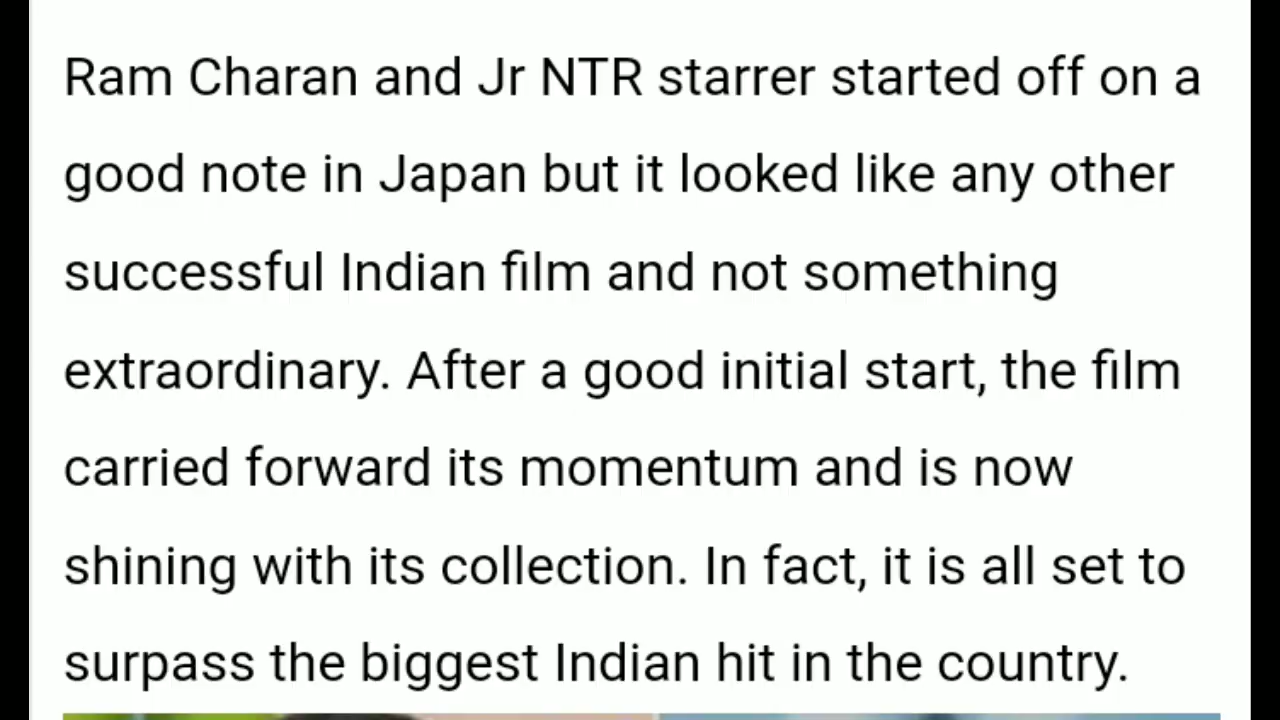 Ram Charan and Jr NTR starrer started off on a
good note in Japan but it looked like any other
successful Indian film and not something
extraordinary. After a good initial start, the film
carried forward its momentum and is now
shining with its collection. In fact, it is all set to
surpass the biggest Indian hit in the country.